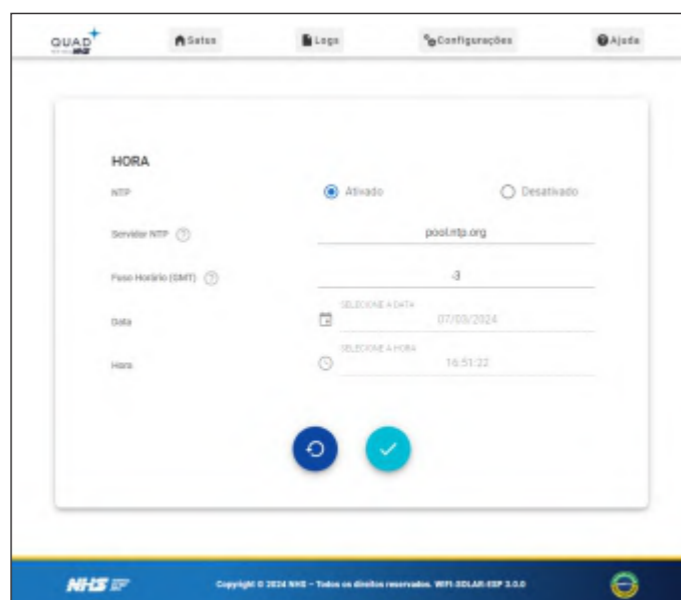 QUAD
Satus
Logs
Configurações
Ajuda
HORA
NTP
Ativado
Desativado
Servidor NTP
pool.ntp.org
Fuso Horário (GMT)
-3
SELECIONE A DATA
Data
07/03/2024
SELECIONE A HORA
Hora
16:51:22
NHS
Copyright © 2024 NHS – Todos os direitos reservados. WIFI-SOLAR-ESP 3.0.0